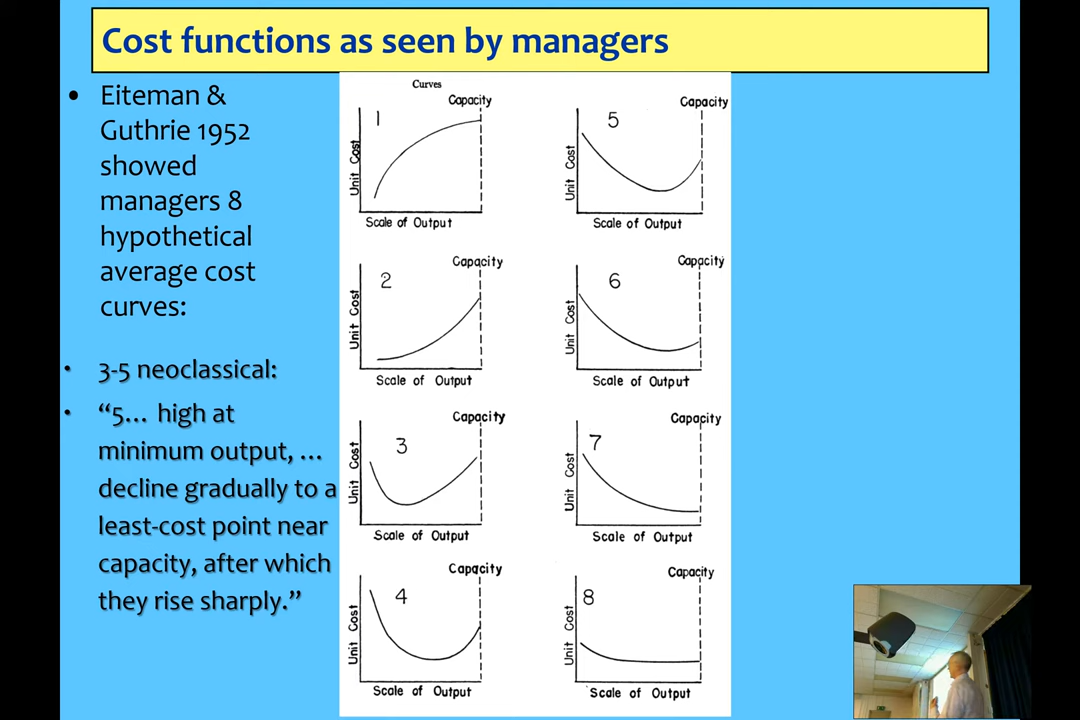 Cost functions as seen by managers
• Eiteman &
Guthrie 1952
showed
managers 8
hypothetical
average cost
curves:
• 3-5 neoclassical:
• “5… high at
minimum output, …
decline gradually to a
least-cost point near
capacity, after which
they rise sharply.”
Curves
Capacity
1
Unit Cost
Scale of Output
Capacity
2
Unit Cost
Scale of Output
Capacity
3
Unit Cost
Scale of Output
Capacity
4
Unit Cost
Scale of Output
Capacity
5
Unit Cost
Scale of Output
Capacity
6
Unit Cost
Scale of Output
Capacity
7
Unit Cost
Scale of Output
Capacity
8
Unit Cost
Scale of Output